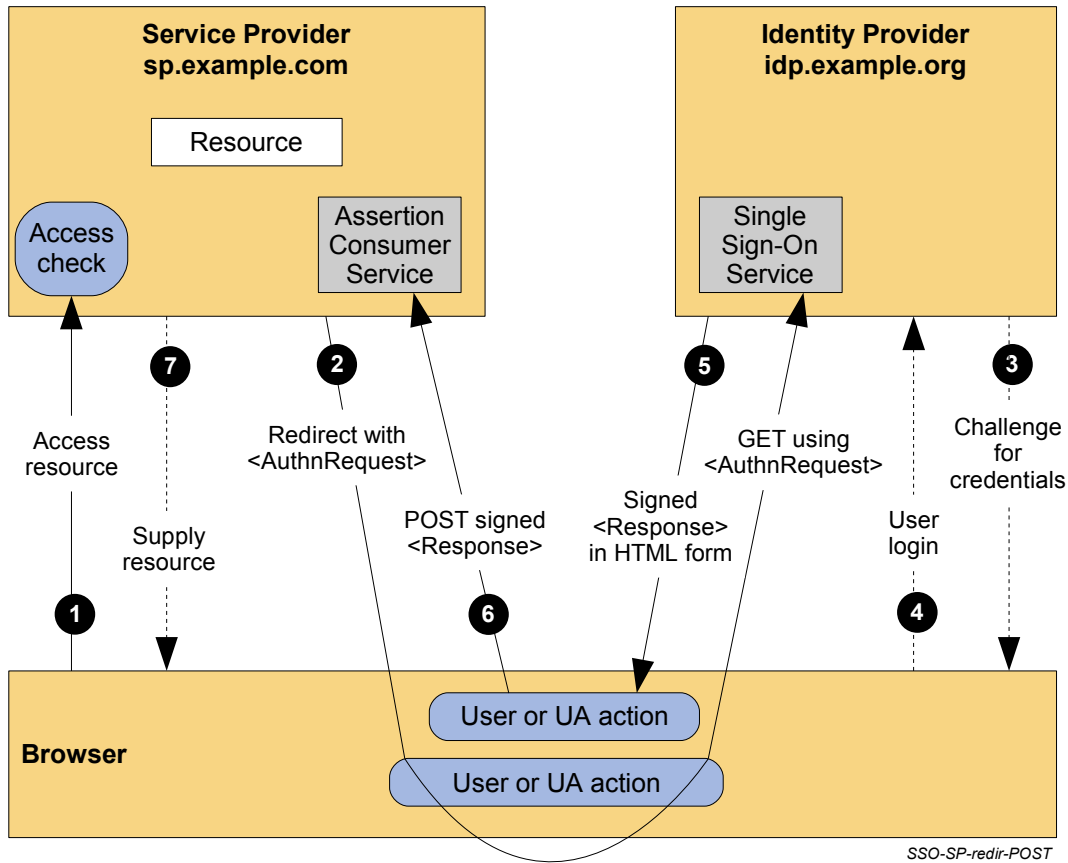 Service Provider
sp.example.com
Identity Provider
idp.example.org
Resource
Access
check
Assertion
Consumer
Service
Single
Sign-On
Service
7
2
5
3
Access
resource
Redirect with
<AuthnRequest>
GET using
<AuthnRequest>
Challenge
for
credentials
Supply
resource
POST signed
<Response>
Signed
<Response>
in HTML form
User
login
1
6
4
User or UA action
Browser
User or UA action
SSO-SP-redir-POST